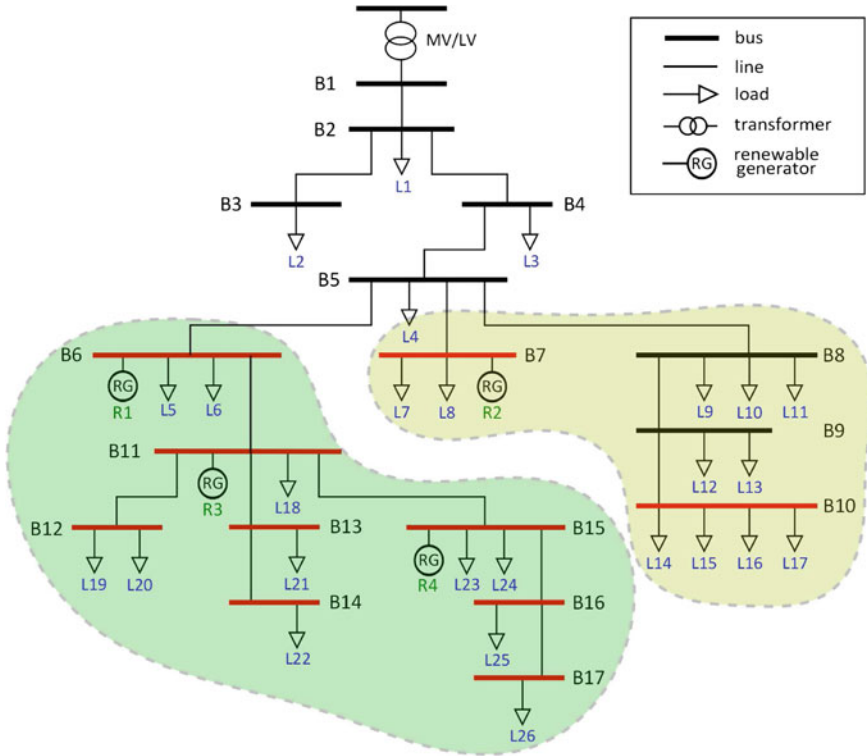 MV/LV
bus
line
load
transformer
RG
renewable
generator
B1
B2
L1
B3
B4
L2
L3
B5
L4
B6
B7
B8
RG
L5
L6
R1
L7
L8
RG
R2
L9
L10
L11
B11
B9
RG
R3
L18
L12
L13
B12
B13
B15
B10
L19
L20
L21
RG
R4
L23
L24
L14
L15
L16
L17
B14
B16
L22
L25
B17
L26